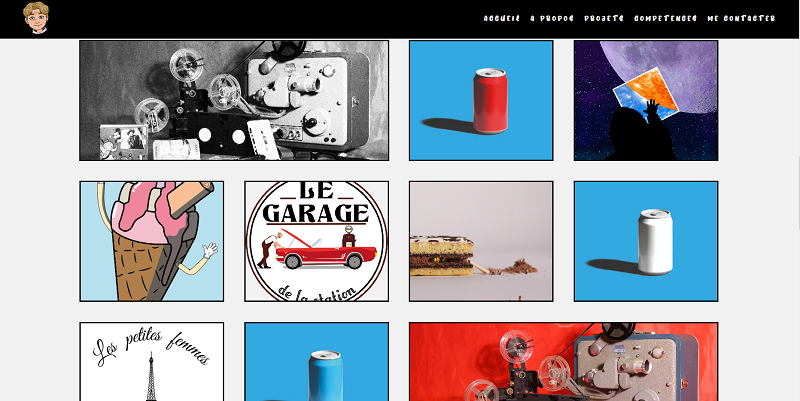 ACCUEIL A PROPOS PROJETS COMPETENCES ME CONTACTER
LE
GARAGE
de la station
Les petites femmes